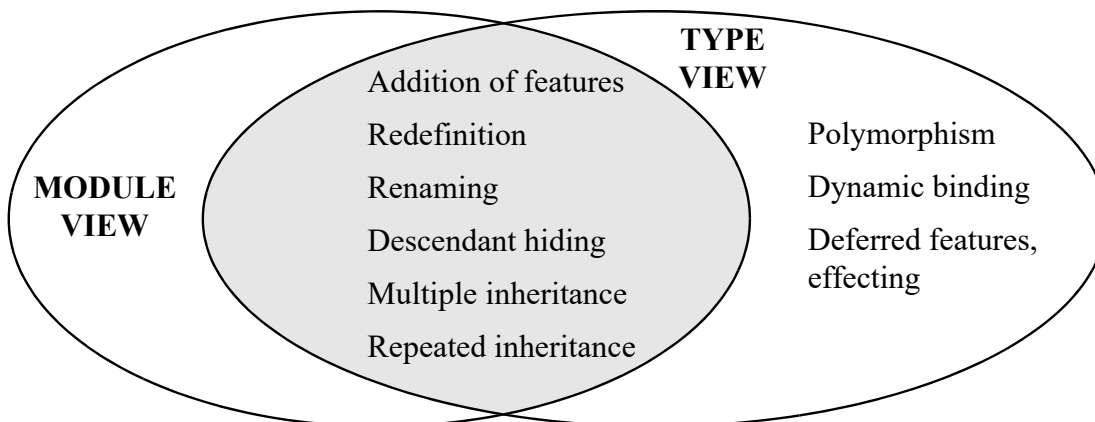 MODULE
VIEW
Addition of features
Redefinition
Renaming
Descendant hiding
Multiple inheritance
Repeated inheritance
TYPE
VIEW
Polymorphism
Dynamic binding
Deferred features,
effecting